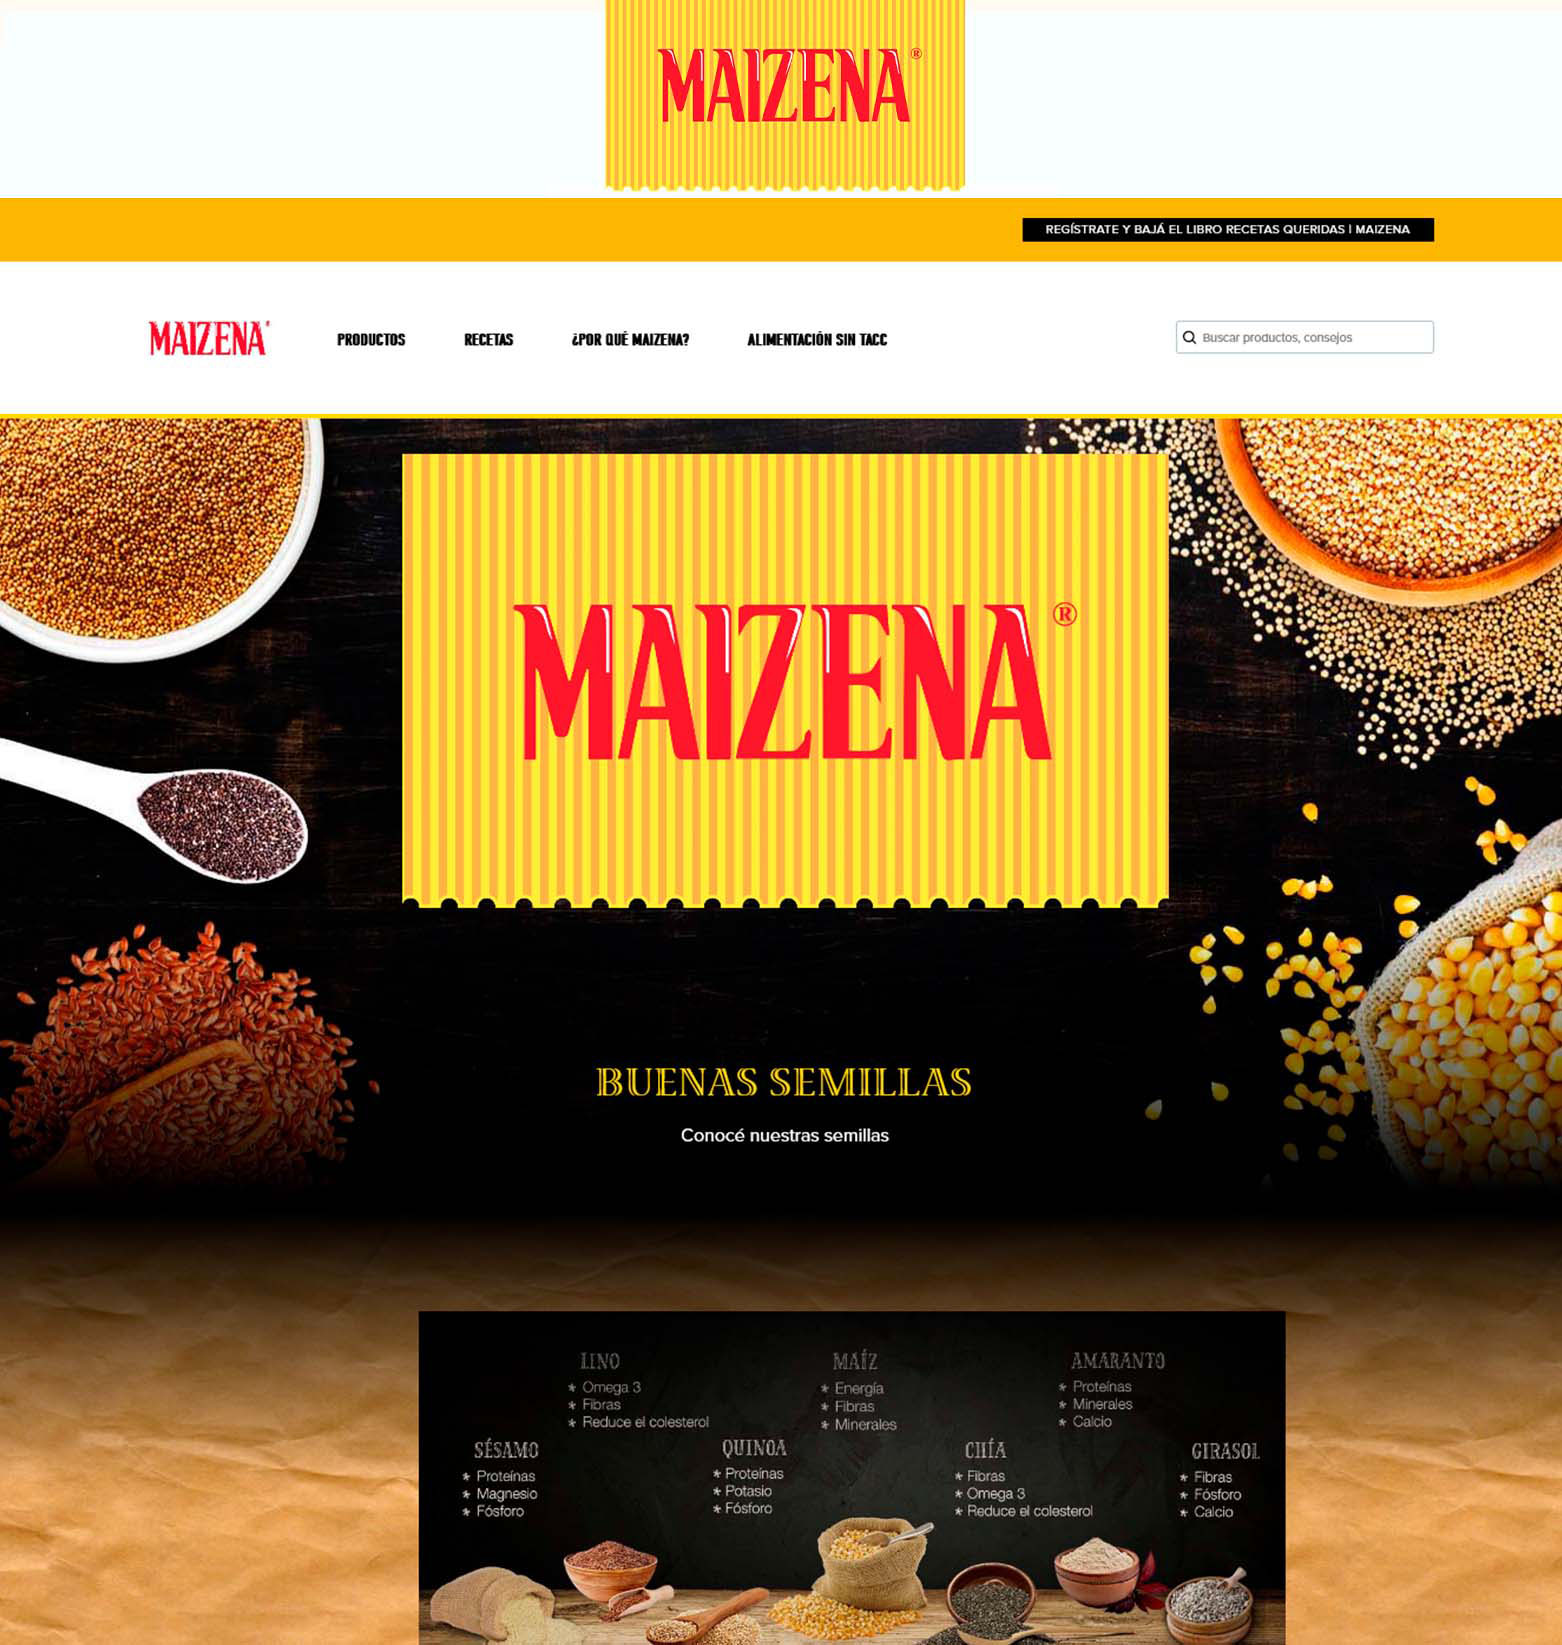 MAIZENA®
REGÍSTRATE Y BAJÁ EL LIBRO RECETAS QUERIDAS | MAIZENA
MAIZENA®
PRODUCTOS
RECETAS
¿POR QUÉ MAIZENA?
ALIMENTACIÓN SIN TACC
Buscar productos, consejos
MAIZENA®
BUENAS SEMILLAS
Conocé nuestras semillas
LINO
* Omega 3
* Fibras
* Reduce el colesterol
MAÍZ
* Energía
* Fibras
* Minerales
AMARANTO
* Proteínas
* Minerales
* Calcio
SÉSAMO
* Proteínas
* Magnesio
* Fósforo
QUINOA
* Proteínas
* Potasio
* Fósforo
CHÍA
* Fibras
* Omega 3
* Reduce el colesterol
GIRASOL
* Fibras
* Fósforo
* Calcio